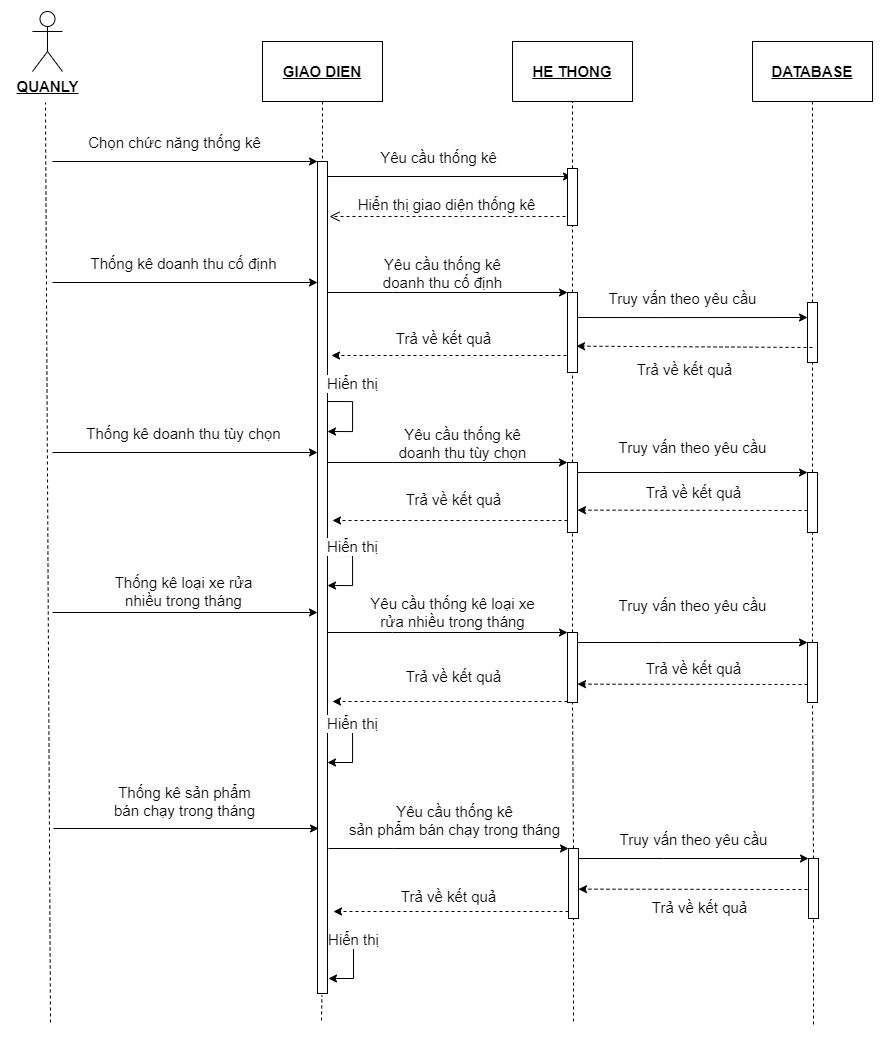 QUANLY
GIAO DIEN
HE THONG
DATABASE
Chọn chức năng thống kê
Yêu cầu thống kê
Hiển thị giao diện thống kê
Thống kê doanh thu cố định
Yêu cầu thống kê
doanh thu cố định
Truy vấn theo yêu cầu
Trả về kết quả
Trả về kết quả
Hiển thị
Thống kê doanh thu tùy chọn
Yêu cầu thống kê
doanh thu tùy chọn
Truy vấn theo yêu cầu
Trả về kết quả
Trả về kết quả
Hiển thị
Thống kê loại xe rửa
nhiều trong tháng
Yêu cầu thống kê loại xe
rửa nhiều trong tháng
Truy vấn theo yêu cầu
Trả về kết quả
Trả về kết quả
Hiển thị
Thống kê sản phẩm
bán chạy trong tháng
Yêu cầu thống kê
sản phẩm bán chạy trong tháng
Truy vấn theo yêu cầu
Trả về kết quả
Trả về kết quả
Hiển thị